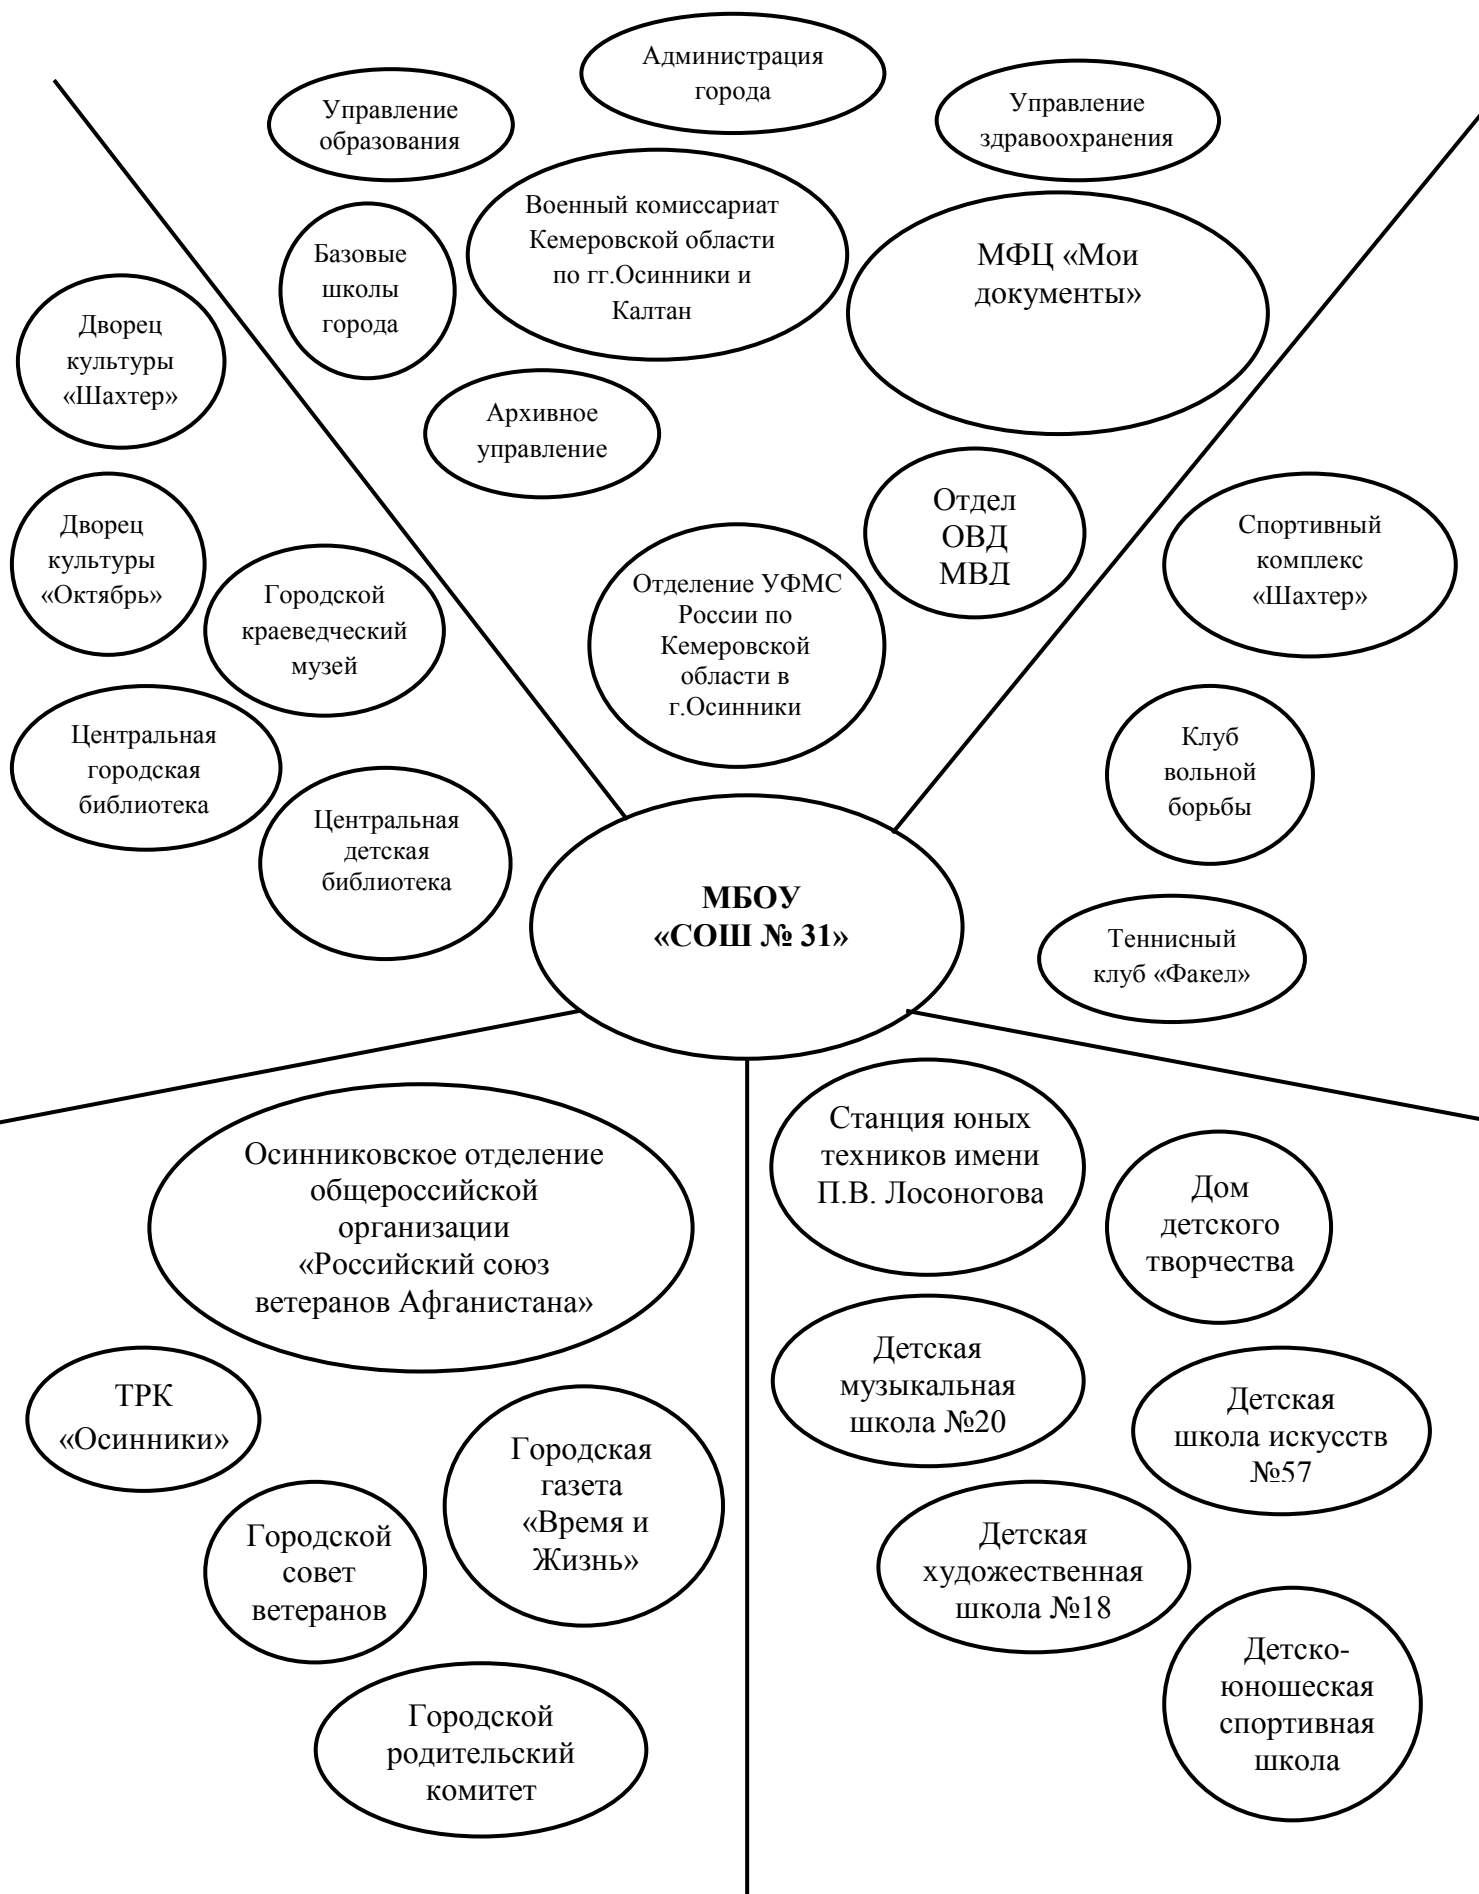 Администрация
города
Управление
образования
Управление
здравоохранения
Военный комиссариат
Кемеровской области
по гг.Осинники и
Калтан
Базовые
школы
города
МФЦ «Мои
документы»
Дворец
культуры
«Шахтер»
Архивное
управление
Отдел
ОВД
МВД
Спортивный
комплекс
«Шахтер»
Дворец
культуры
«Октябрь»
Городской
краеведческий
музей
Отделение УФМС
России по
Кемеровской
области в
г.Осинники
Центральная
городская
библиотека
Клуб
вольной
борьбы
Центральная
детская
библиотека
МБОУ
«СОШ № 31»
Теннисный
клуб «Факел»
Осинниковское отделение
общероссийской
организации
«Российский союз
ветеранов Афганистана»
Станция юных
техников имени
П.В. Лосоногова
Дом
детского
творчества
ТРК
«Осинники»
Детская
музыкальная
школа №20
Детская
школа искусств
№57
Городская
газета
«Время и
Жизнь»
Городской
совет
ветеранов
Детская
художественная
школа №18
Детско-
юношеская
спортивная
школа
Городской
родительский
комитет